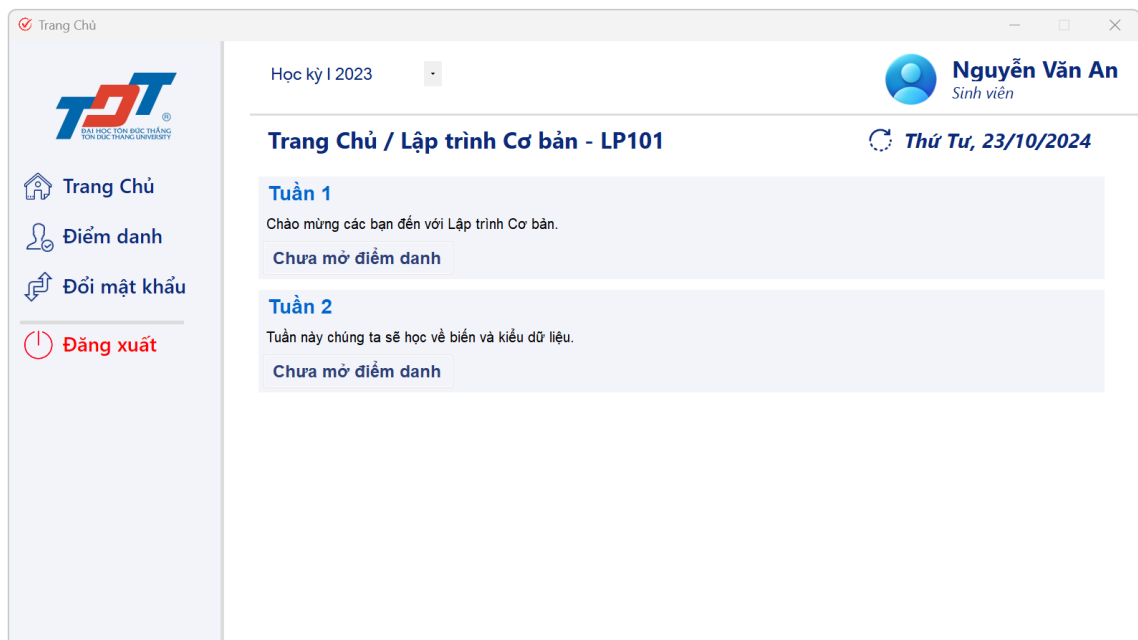 Trang Chủ
TDT
®
ĐẠI HỌC TÔN ĐỨC THẮNG
TON DUC THANG UNIVERSITY
Trang Chủ
Điểm danh
Đổi mật khẩu
Đăng xuất
Học kỳ I 2023
Nguyễn Văn An
Sinh viên
Trang Chủ / Lập trình Cơ bản - LP101
Thứ Tư, 23/10/2024
Tuần 1
Chào mừng các bạn đến với Lập trình Cơ bản.
Chưa mở điểm danh
Tuần 2
Tuần này chúng ta sẽ học về biến và kiểu dữ liệu.
Chưa mở điểm danh